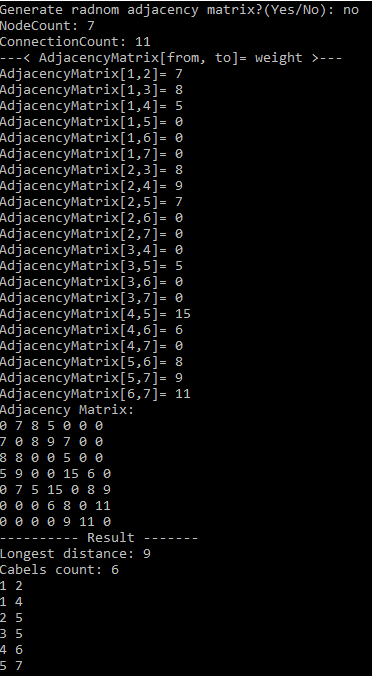 Generate radnom adjacency matrix?(Yes/No): no
NodeCount: 7
ConnectionCount: 11
---< AdjacencyMatrix[from, to]= weight >---
AdjacencyMatrix[1,2]= 7
AdjacencyMatrix[1,3]= 8
AdjacencyMatrix[1,4]= 5
AdjacencyMatrix[1,5]= 0
AdjacencyMatrix[1,6]= 0
AdjacencyMatrix[1,7]= 0
AdjacencyMatrix[2,3]= 8
AdjacencyMatrix[2,4]= 9
AdjacencyMatrix[2,5]= 7
AdjacencyMatrix[2,6]= 0
AdjacencyMatrix[2,7]= 0
AdjacencyMatrix[3,4]= 0
AdjacencyMatrix[3,5]= 5
AdjacencyMatrix[3,6]= 0
AdjacencyMatrix[3,7]= 0
AdjacencyMatrix[4,5]= 15
AdjacencyMatrix[4,6]= 6
AdjacencyMatrix[4,7]= 0
AdjacencyMatrix[5,6]= 8
AdjacencyMatrix[5,7]= 9
AdjacencyMatrix[6,7]= 11
Adjacency Matrix:
0 7 8 5 0 0 0
7 0 8 9 7 0 0
8 8 0 0 5 0 0
5 9 0 0 15 6 0
0 7 5 15 0 8 9
0 0 0 6 8 0 11
0 0 0 0 9 11 0
---------- Result -------
Longest distance: 9
Cabels count: 6
1 2
1 4
2 5
3 5
4 6
5 7